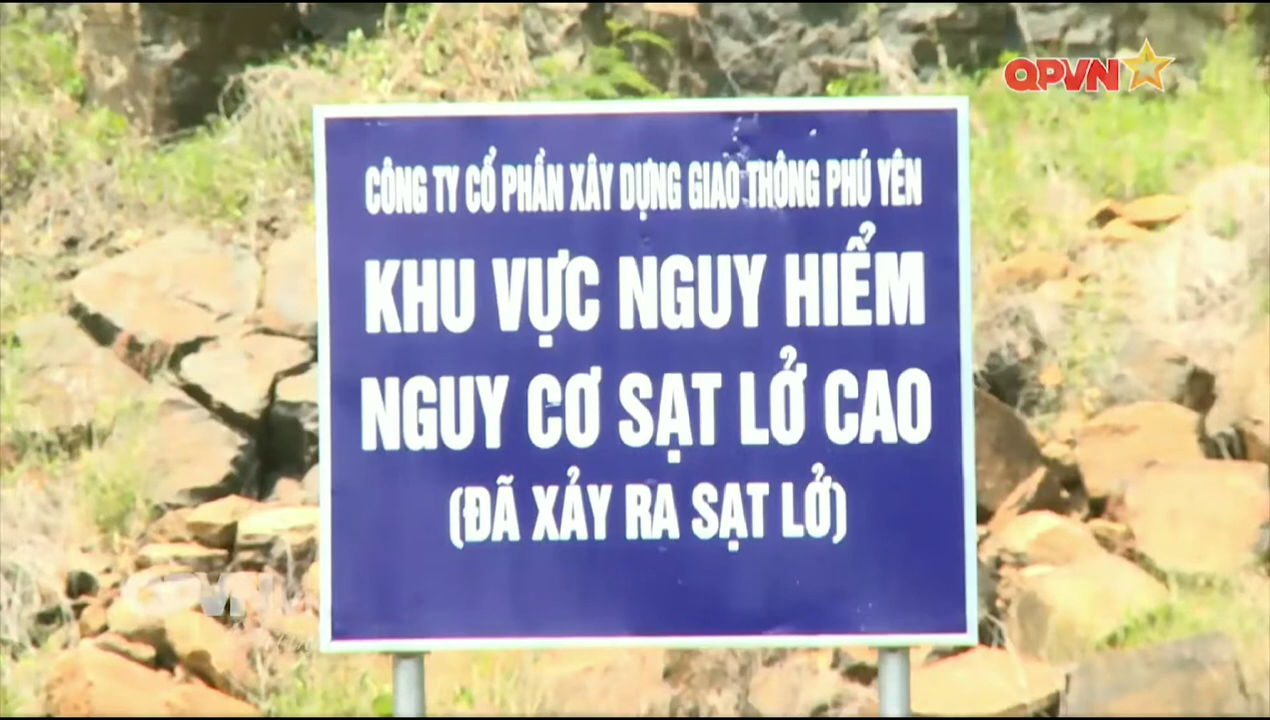 QPVN
CÔNG TY CỔ PHẦN XÂY DỰNG GIAO THÔNG PHÚ YÊN
KHU VỰC NGUY HIỂM
NGUY CƠ SẠT LỞ CAO
(ĐÃ XẢY RA SẠT LỞ)
QPVN